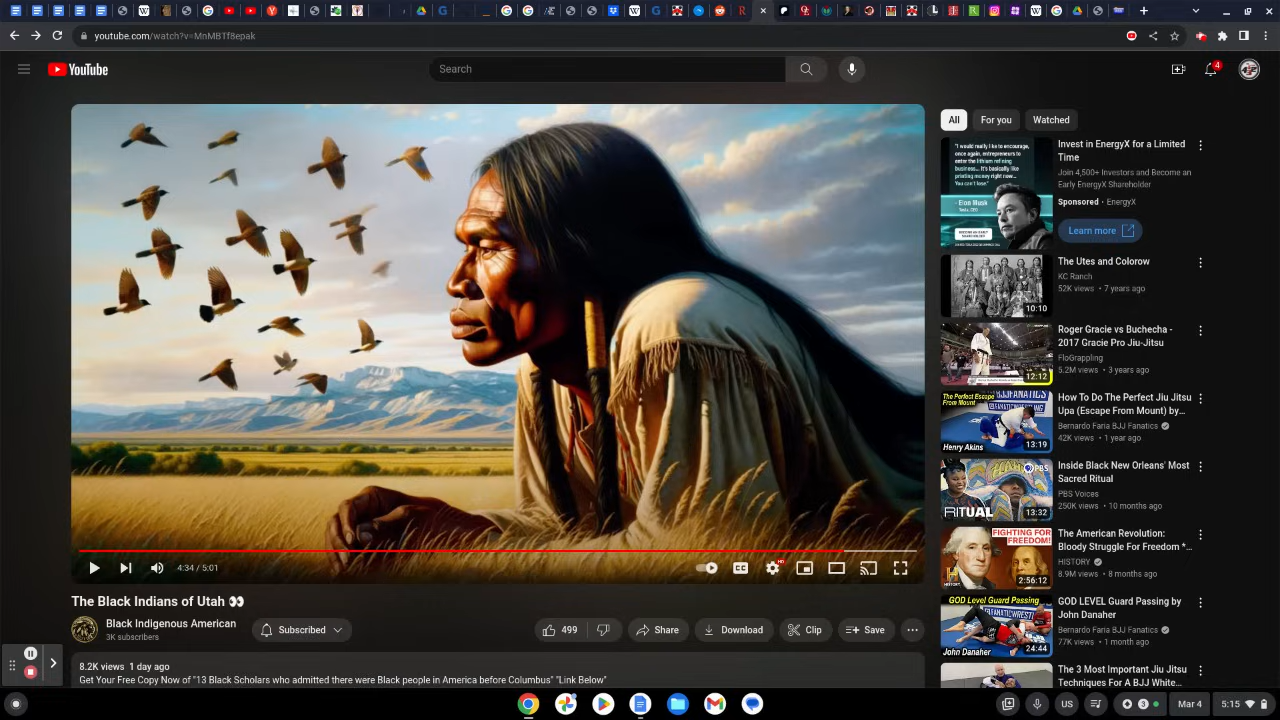 youtube.com/watch?v=MnMBTf8epak
YouTube
Search
4
All
For you
Watched
"I would really like to encourage,
once again, entrepreneurs to
enter the lithium refining
business... It's basically like
printing money right now...
You can't lose."
- Elon Musk
Tesla, CEO
Invest in EnergyX for a Limited
Time
Join 4,500+ Investors and Become an
Early EnergyX Shareholder
Sponsored • EnergyX
Learn more
The Utes and Colorow
KC Ranch
52K views • 7 years ago
10:10
Roger Gracie vs Buchecha -
2017 Gracie Pro Jiu-Jitsu
FloGrappling
5.2M views • 3 years ago
12:12
The Perfect Escape
From Mount
Henry Akins
13:19
How To Do The Perfect Jiu Jitsu
Upa (Escape From Mount) by...
Bernardo Faria BJJ Fanatics
42K views • 1 year ago
PBS
RITUAL
13:32
Inside Black New Orleans' Most
Sacred Ritual
PBS Voices
250K views • 10 months ago
FIGHTING FOR
FREEDOM!
HISTORY
2:56:12
The American Revolution:
Bloody Struggle For Freedom *...
HISTORY
8.9M views • 8 months ago
GOD Level Guard Passing
John Danaher
24:44
GOD LEVEL Guard Passing by
John Danaher
Bernardo Faria BJJ Fanatics
77K views • 1 month ago
The 3 Most Important Jiu Jitsu
Techniques For A BJJ White...
4:34 / 5:01
CC
HD
The Black Indians of Utah 👀
Black Indigenous American
3K subscribers
Subscribed
499
Share
Download
Clip
Save
8.2K views 1 day ago
Get Your Free Copy Now of "13 Black Scholars who admitted there were Black people in America before Columbus" "Link Below"
US
3
Mar 4
5:15